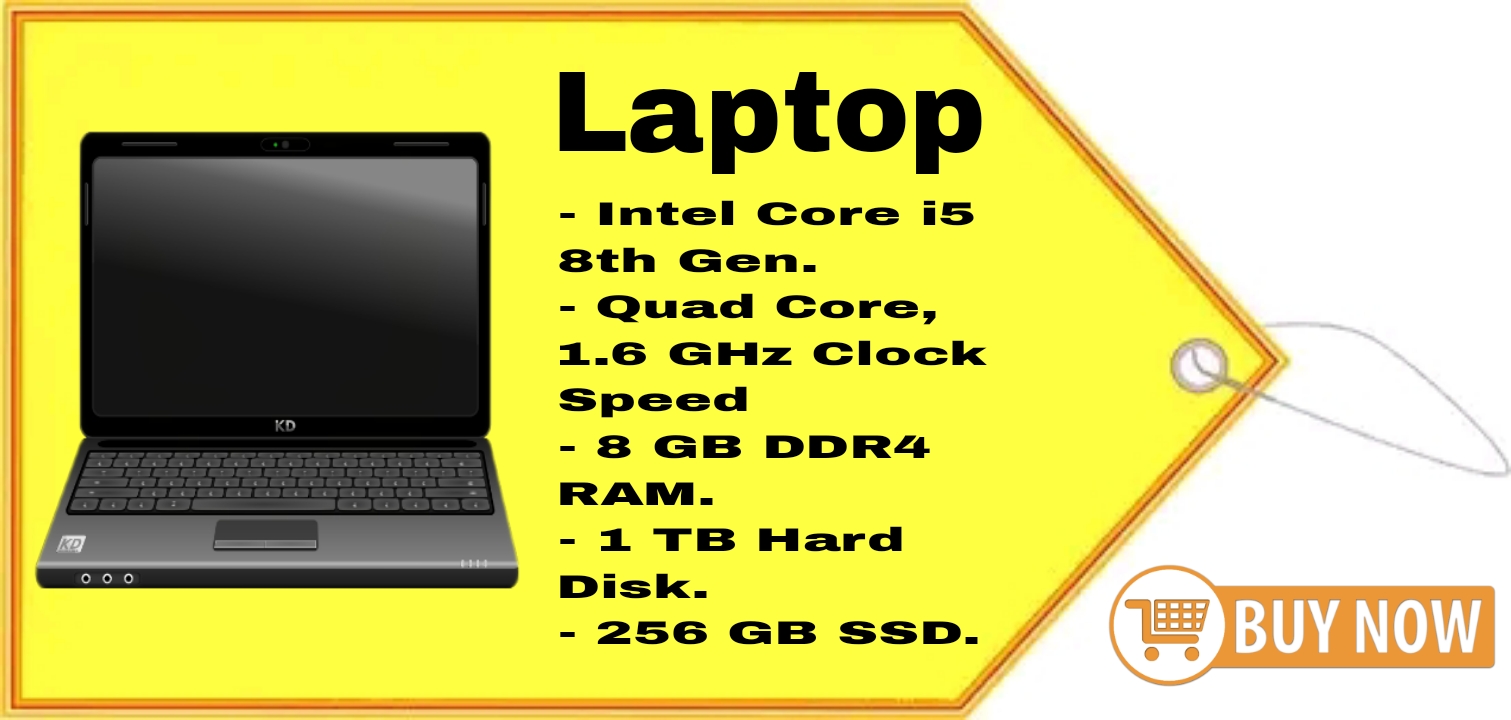 Laptop
- Intel Core i5
8th Gen.
- Quad Core,
1.6 GHz Clock
Speed
- 8 GB DDR4
RAM.
- 1 TB Hard
Disk.
- 256 GB SSD.
KD
KD
BUY NOW